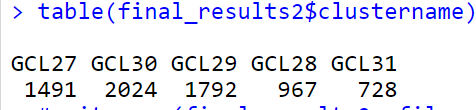 > table(final_results2$clustername)
GCL27 GCL30 GCL29 GCL28 GCL31
1491 2024 1792 967 728